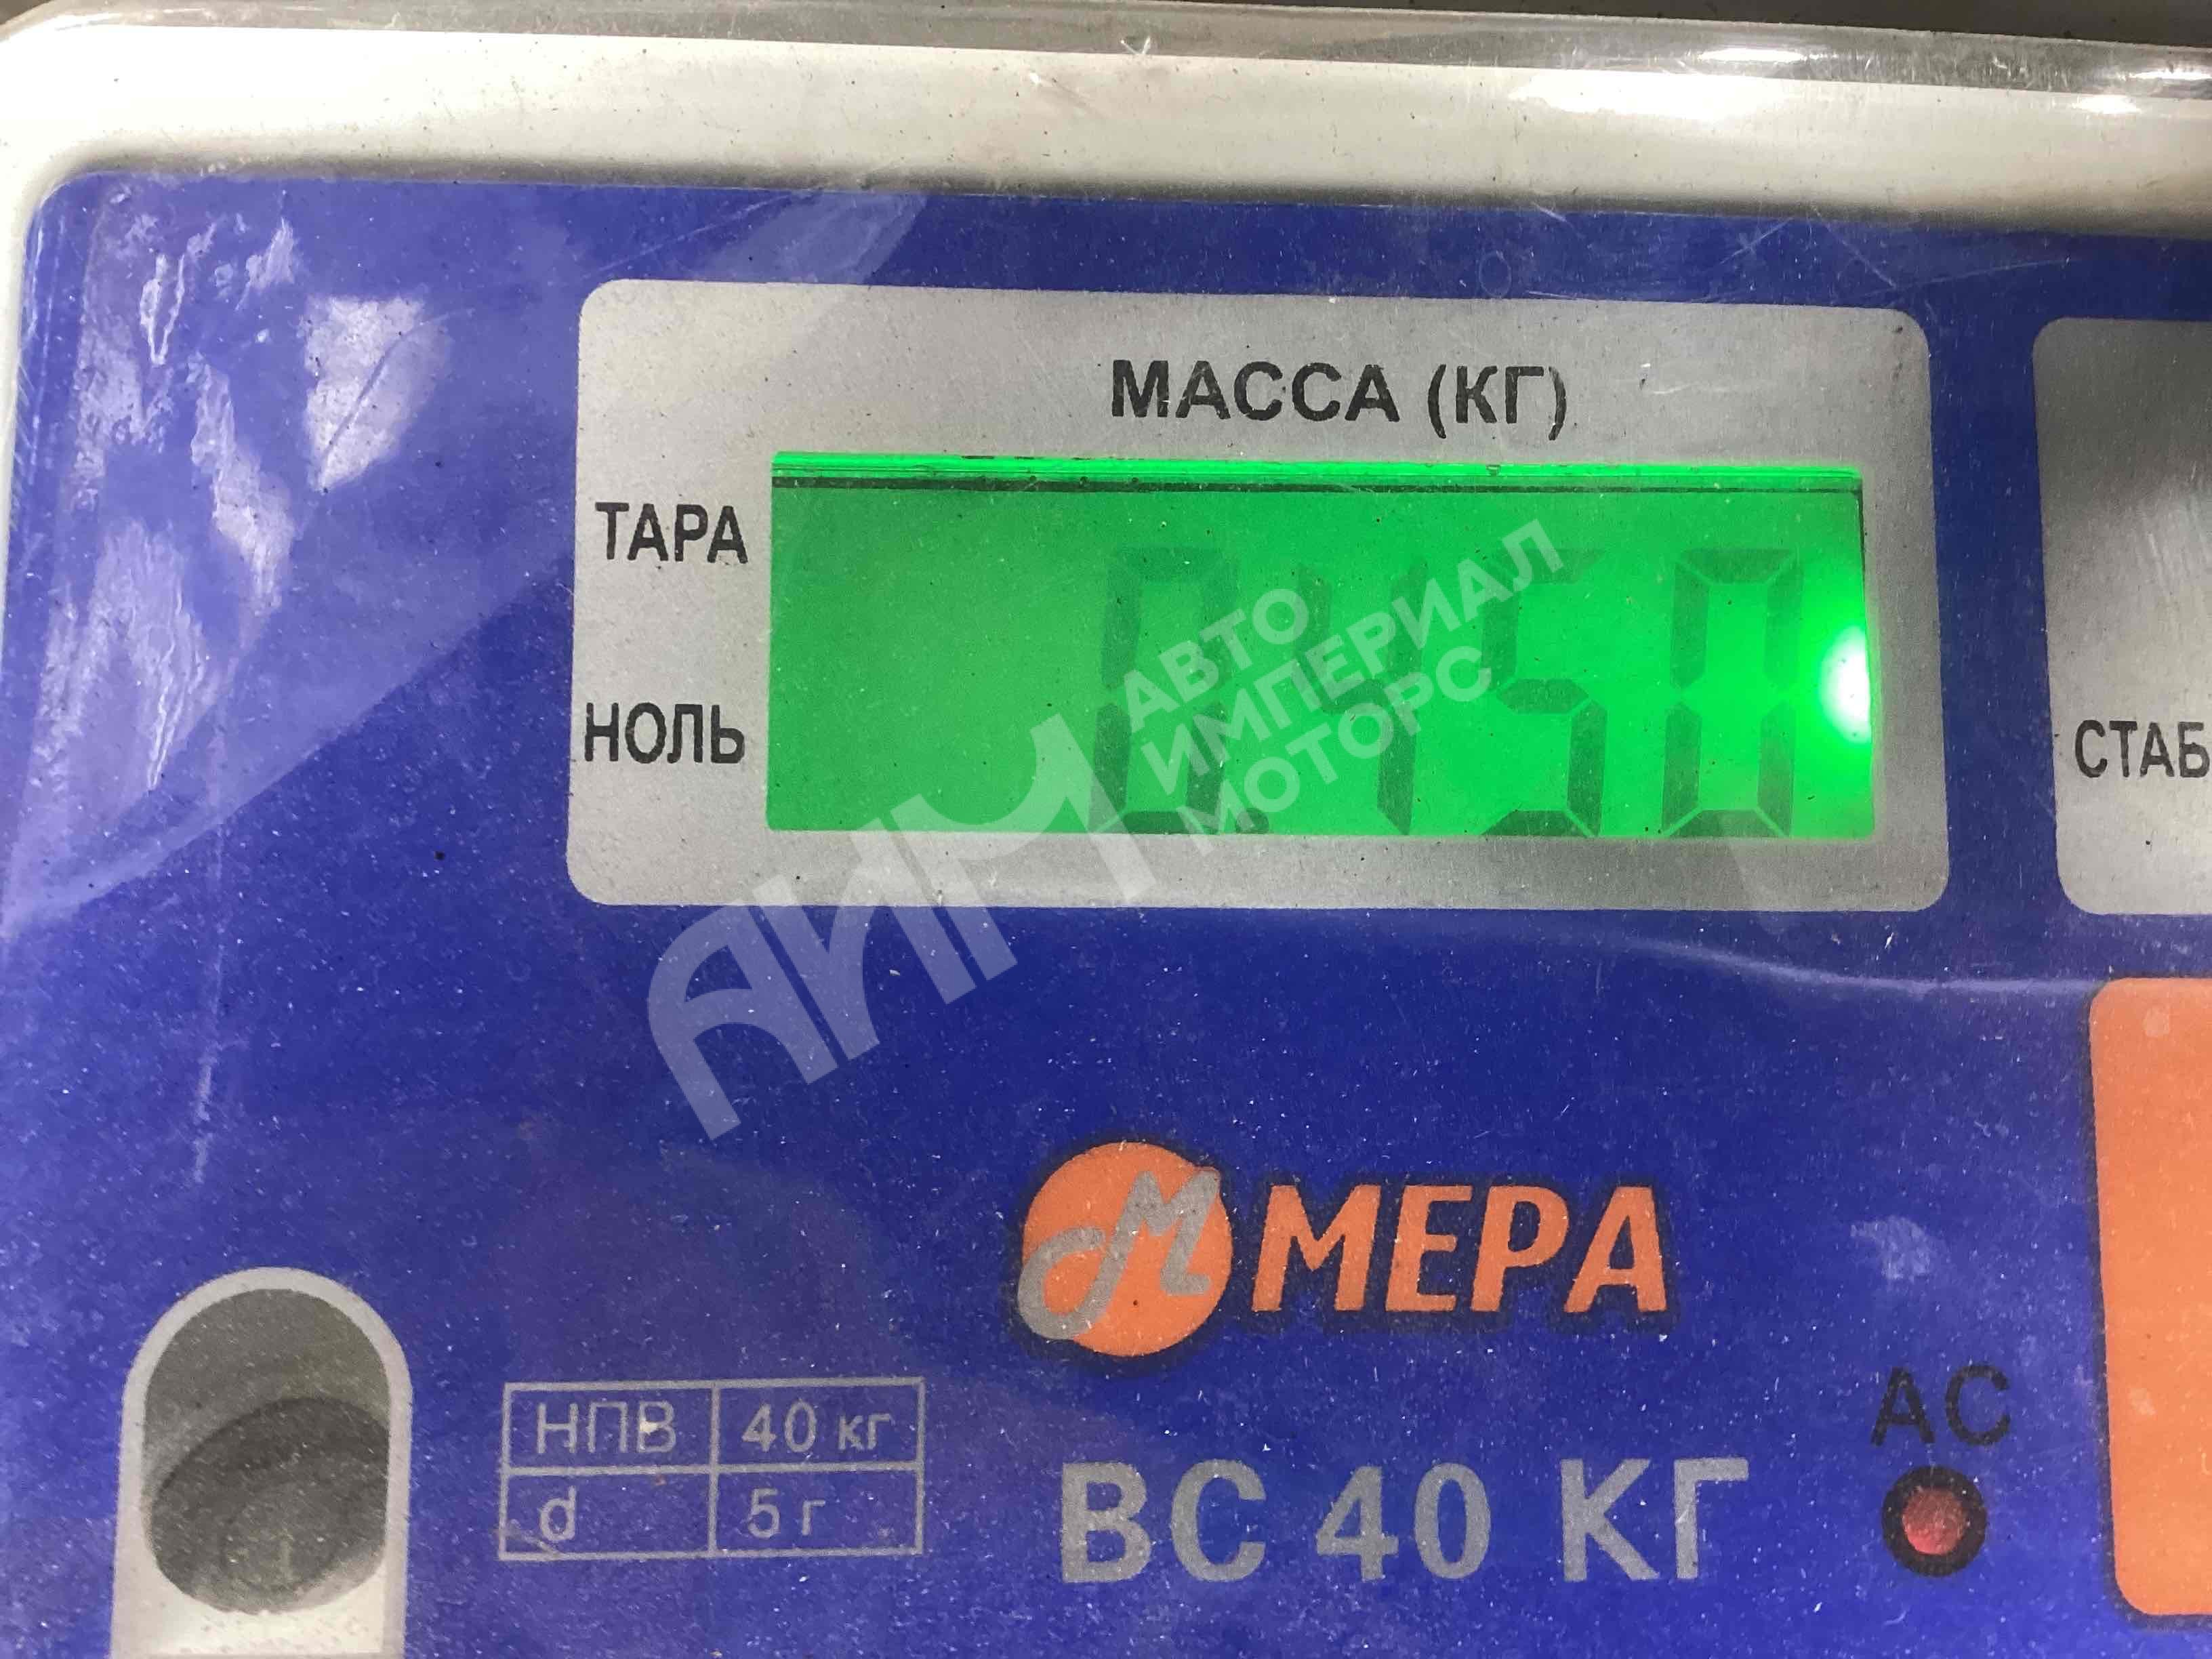 МАССА (КГ)
ТАРА
0.450
НОЛЬ
СТАБ
АВТО
ИМПЕРИАЛ
МОТОРС
АИМ
М МЕРА
АС
НПВ 40 кг
d 5 г
ВС 40 КГ